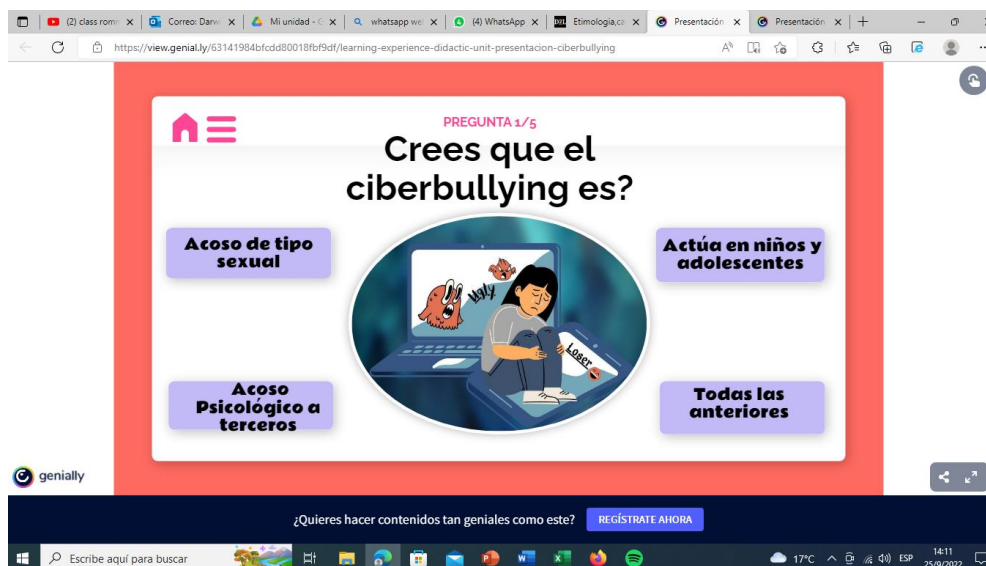 (2) class rom
Correo: Darw
Mi unidad - G
whatsapp we
(4) WhatsApp
Etimologia,ca
Presentación
Presentación
https://view.genial.ly/63141984bfcdd80018fbf9df/learning-experience-didactic-unit-presentacion-ciberbullying
PREGUNTA 1/5
Crees que el
ciberbullying es?
Acoso de tipo
sexual
Actúa en niños y
adolescentes
Ugly
Loser
Acoso
Psicológico a
terceros
Todas las
anteriores
genially
¿Quieres hacer contenidos tan geniales como este?
REGÍSTRATE AHORA
Escribe aquí para buscar
17°C
ESP
14:11
25/9/2022